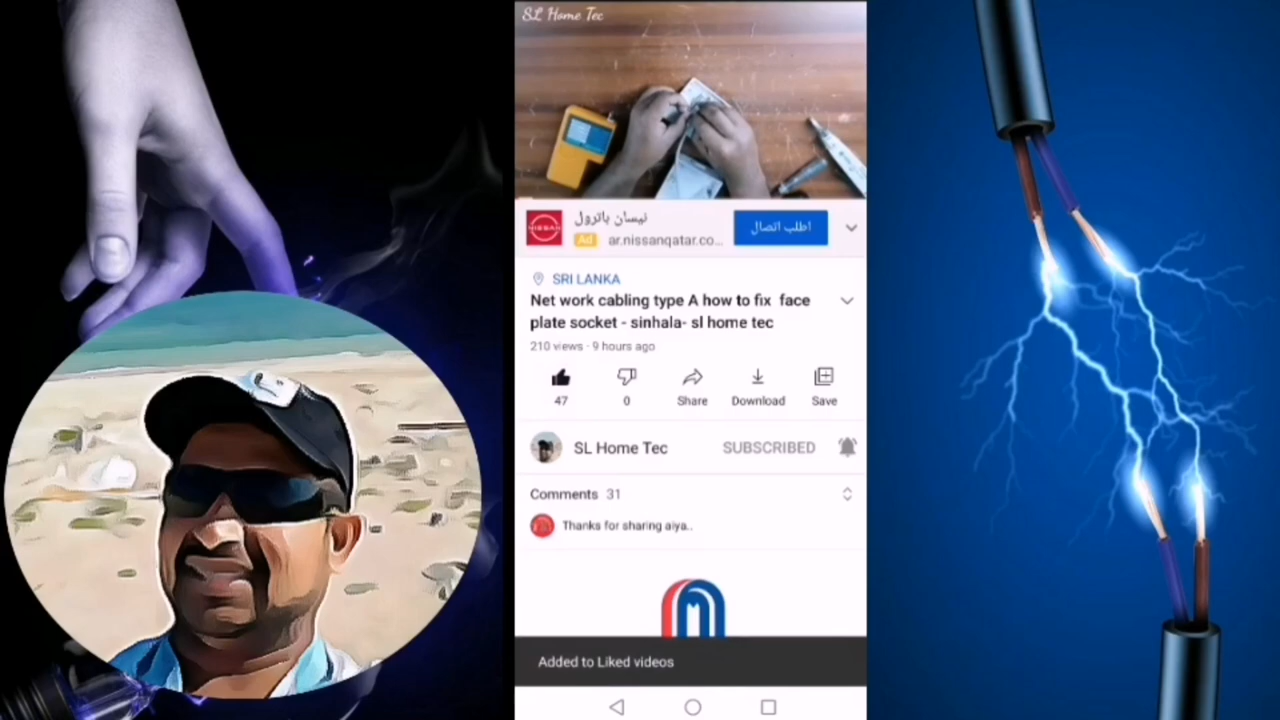 SL Home Tec
NISSAN
نيسان باترول
Ad ar.nissanqatar.co...
اطلب اتصال
SRI LANKA
Net work cabling type A how to fix face
plate socket - sinhala- sl home tec
210 views · 9 hours ago
47 0 Share Download Save
SL Home Tec SUBSCRIBED
Comments 31
Thanks for sharing aiya..
Added to Liked videos